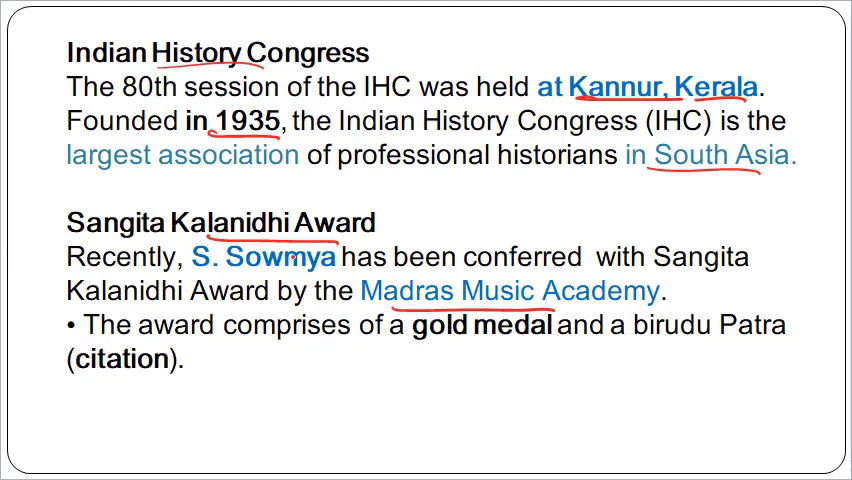 Indian History Congress
The 80th session of the IHC was held at Kannur, Kerala.
Founded in 1935, the Indian History Congress (IHC) is the
largest association of professional historians in South Asia.
Sangita Kalanidhi Award
Recently, S. Sowmya has been conferred with Sangita
Kalanidhi Award by the Madras Music Academy.
• The award comprises of a gold medal and a birudu Patra
(citation).